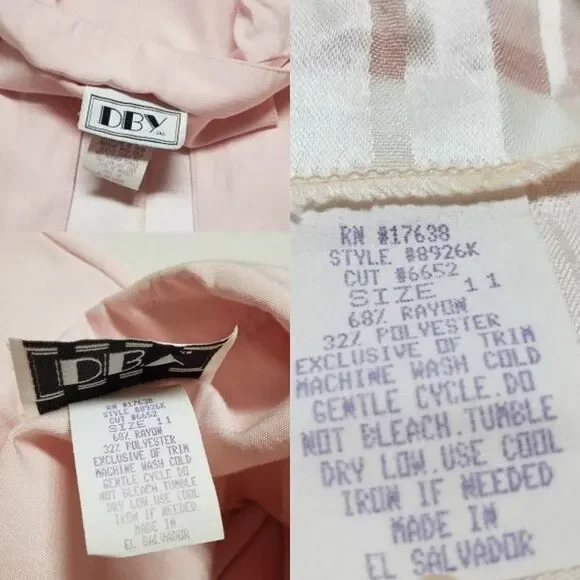 DBY
RN #17638
STYLE #8926K
CUT #6652
SIZE 11
68% RAYON
32% POLYESTER
EXCLUSIVE OF TRIM
MACHINE WASH COLD
GENTLE CYCLE DO
NOT BLEACH.TUMBLE
DRY LOW.USE COOL
IRON IF NEEDED
MADE IN
EL SALVADOR
RN #17638
STYLE #8926K
CUT #6652
SIZE 11
68% RAYON
32% POLYESTER
EXCLUSIVE OF TRIM
MACHINE WASH COLD
GENTLE CYCLE.DO
NOT BLEACH.TUMBLE
DRY LOW.USE COOL
IRON IF NEEDED
MADE IN
EL SALVADOR